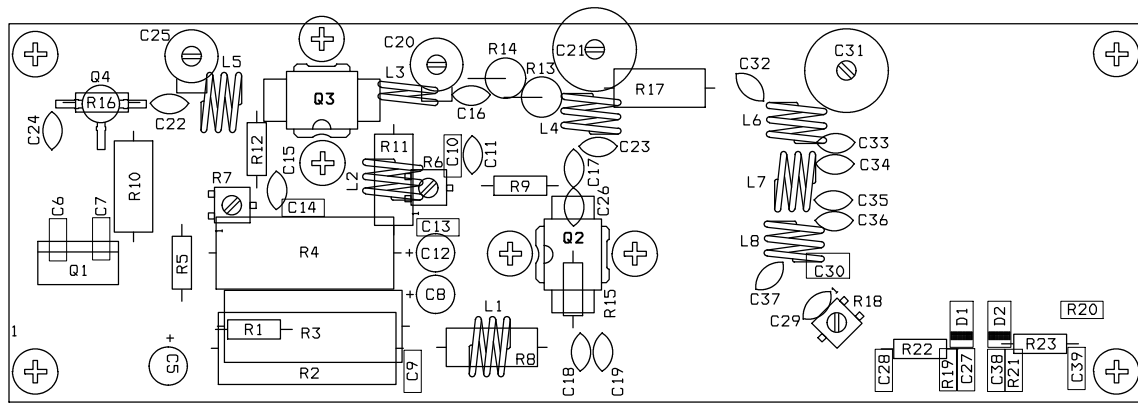 C25
L5
Q4
R16
C24
C22
Q3
L3
C20
R14
R13
C16
C21
R17
L4
C23
C32
C31
L6
C33
C34
L7
C35
C36
L8
C30
C37
R12
C15
R10
R7
C14
1
R11
L2
R6
C10
C11
1
C13
R9
C17
C26
Q2
C6
C7
Q1
R5
R4
+
C12
+
C8
R15
1
C29
R18
1
+
C5
R1
R3
R2
C9
L1
R8
C18
C19
D1
D2
R20
R22
R23
C28
R19
C27
C38
R21
C39